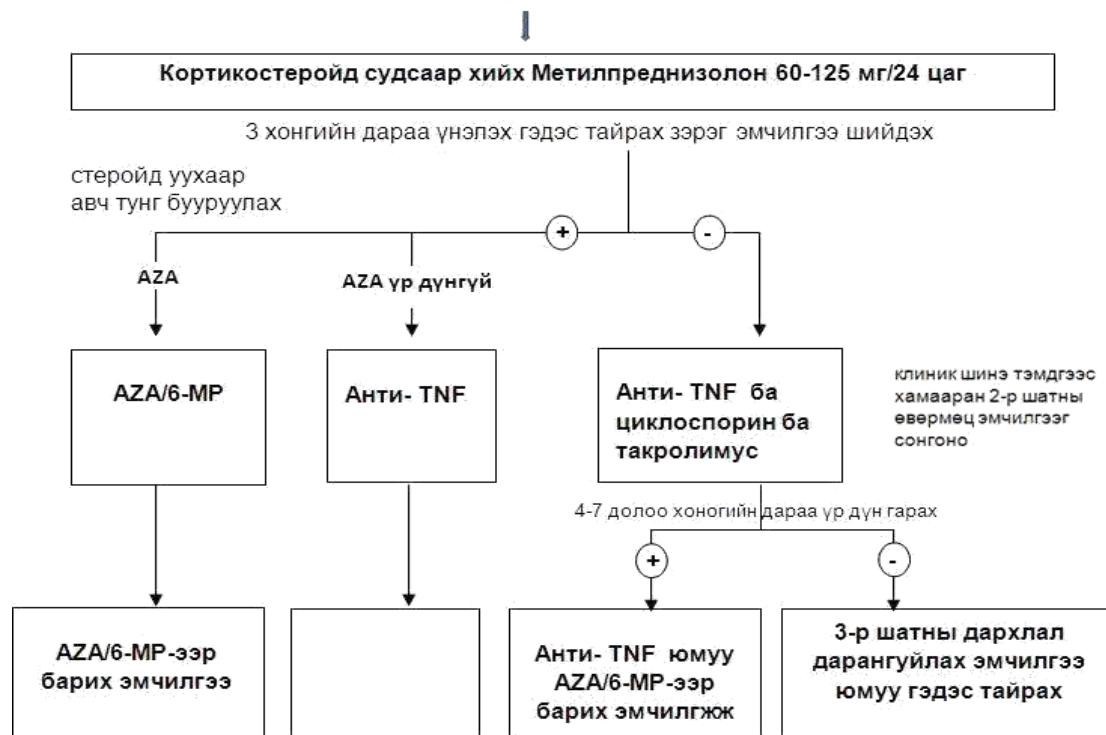 Кортикостеройд судсаар хийх Метилпреднизолон 60-125 мг/24 цаг
3 хонгийн дараа үнэлэх гэдэс тайрах зэрэг эмчилгээ шийдэх
стеройд уухаар
авч тунг бууруулах
+
-
AZA
AZA үр дүнгүй
AZA/6-MP
Анти- TNF
Анти- TNF ба
циклоспорин ба
такролимус
клиник шинэ тэмдгээс
хамааран 2-р шатны
өвөрмөц эмчилгээг
сонгоно
4-7 долоо хоногийн дараа үр дүн гарах
+
-
AZA/6-MP-ээр
барих эмчилгээ
Анти- TNF юмуу
AZA/6-MP-ээр
барих эмчилгжж
3-р шатны дархлал
дарангуйлах эмчилгээ
юмуу гэдэс тайрах